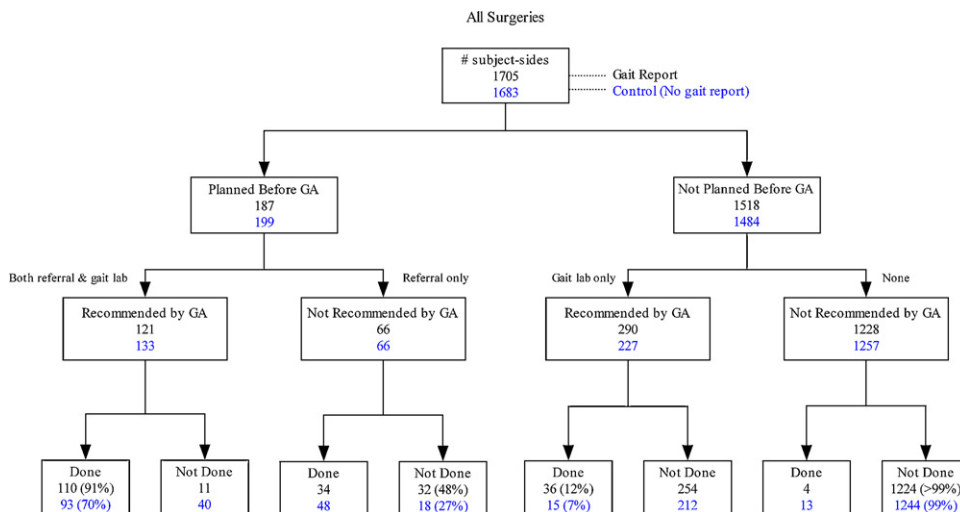 All Surgeries
# subject-sides
1705
1683
Gait Report
Control (No gait report)
Planned Before GA
187
199
Not Planned Before GA
1518
1484
Both referral & gait lab
Referral only
Gait lab only
None
Recommended by GA
121
133
Not Recommended by GA
66
66
Recommended by GA
290
227
Not Recommended by GA
1228
1257
Done
110 (91%)
93 (70%)
Not Done
11
40
Done
34
48
Not Done
32 (48%)
18 (27%)
Done
36 (12%)
15 (7%)
Not Done
254
212
Done
4
13
Not Done
1224 (>99%)
1244 (99%)